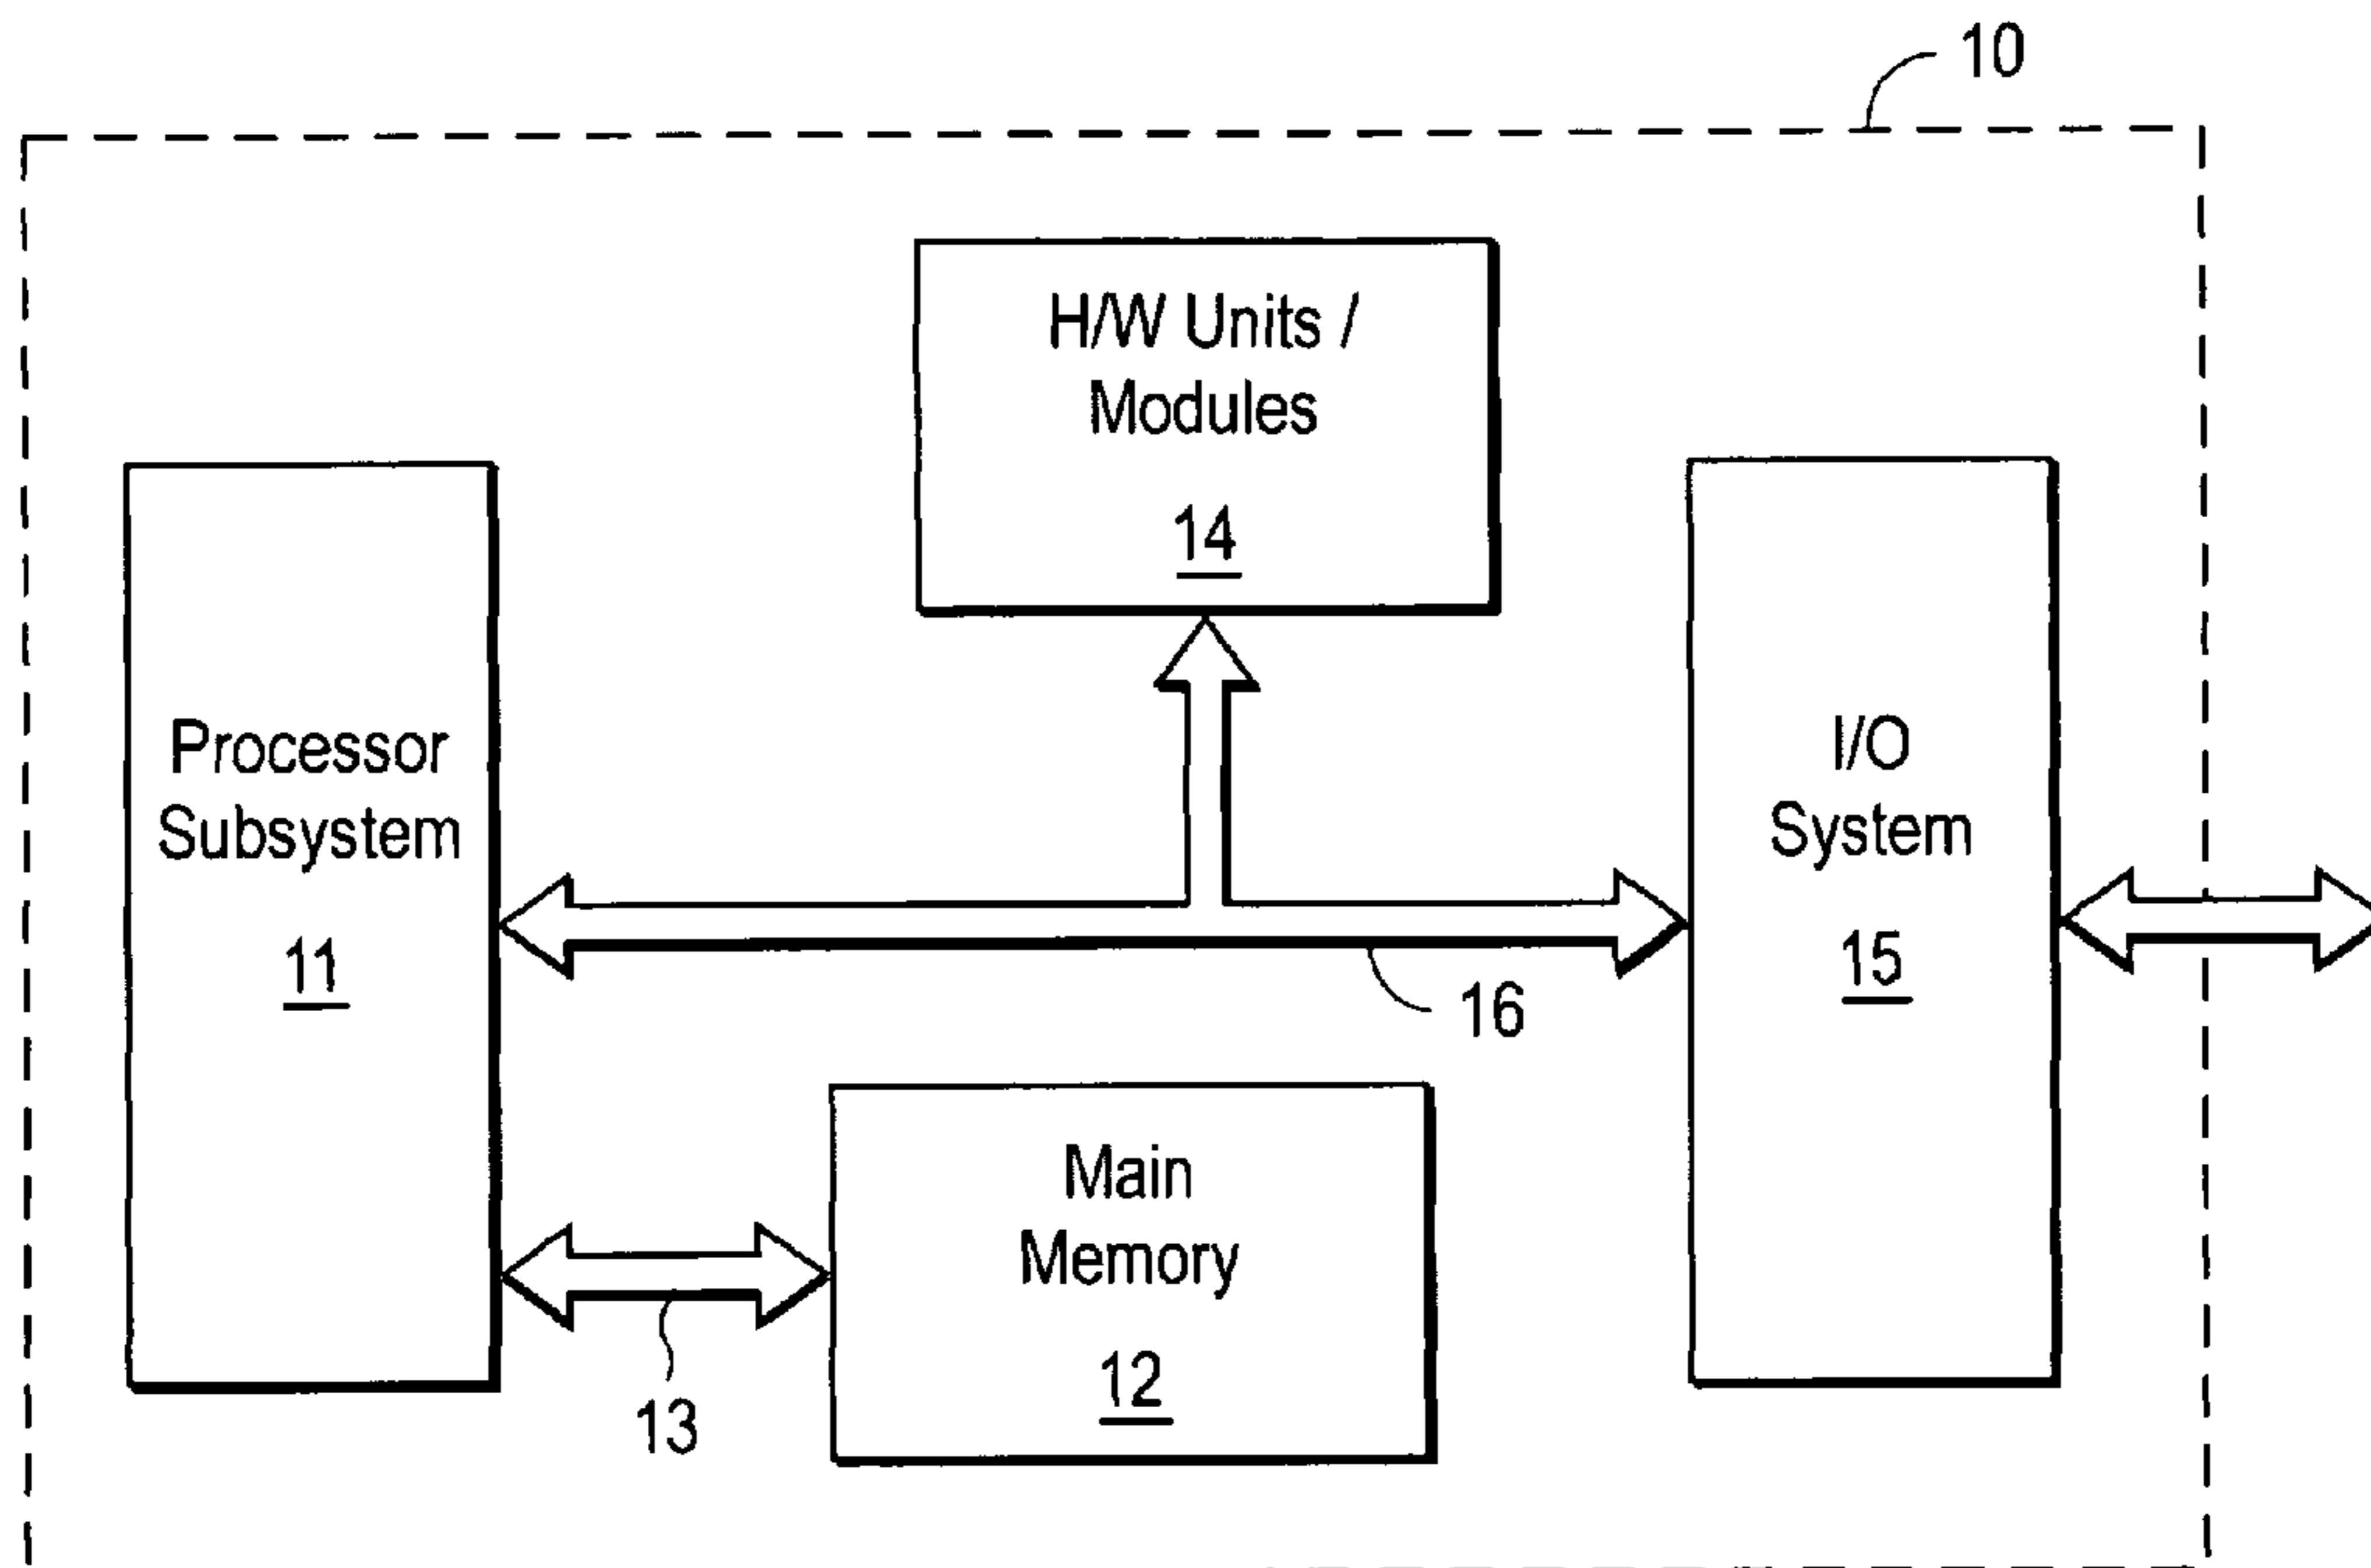 10
H/W Units /
Modules
14
Processor
Subsystem
11
I/O
System
15
16
Main
Memory
12
13